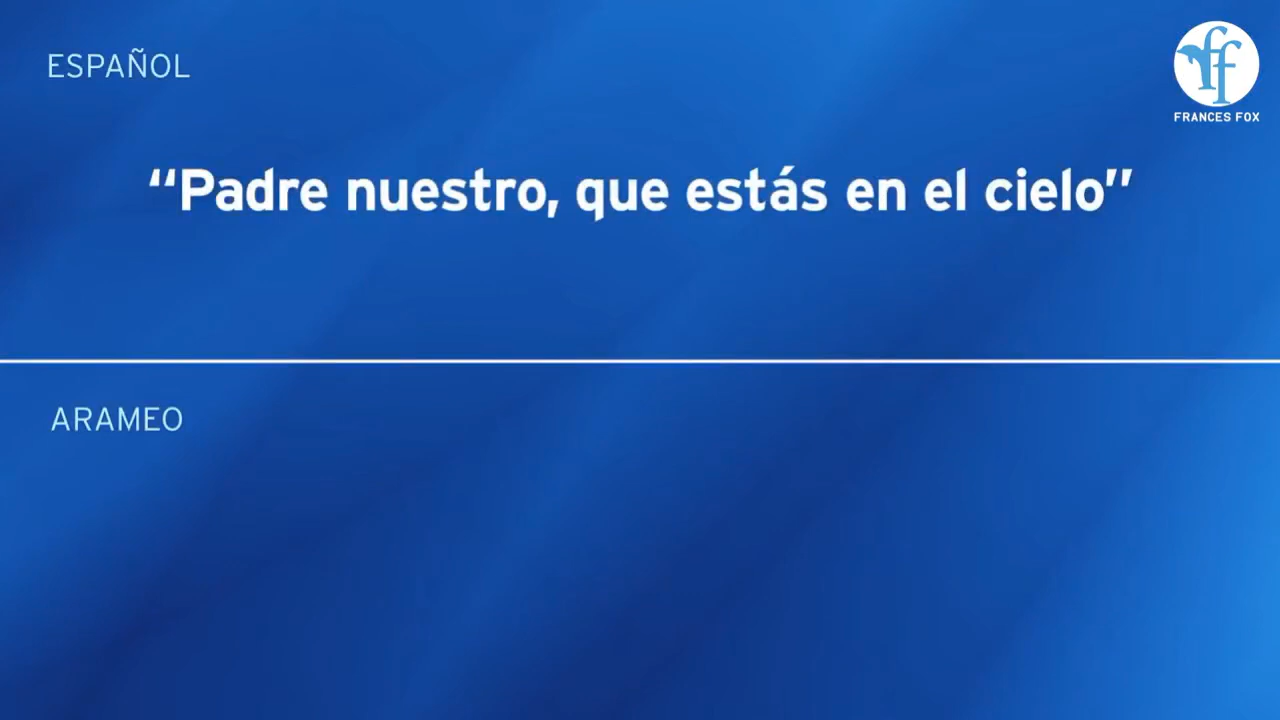 ESPAÑOL
FRANCES FOX
“Padre nuestro, que estás en el cielo”
ARAMEO